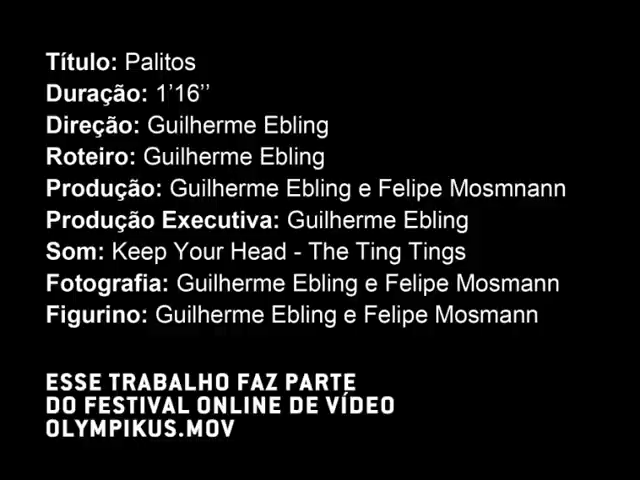 Título: Palitos
Duração: 1’16’’
Direção: Guilherme Ebling
Roteiro: Guilherme Ebling
Produção: Guilherme Ebling e Felipe Mosmnann
Produção Executiva: Guilherme Ebling
Som: Keep Your Head - The Ting Tings
Fotografia: Guilherme Ebling e Felipe Mosmann
Figurino: Guilherme Ebling e Felipe Mosmann
ESSE TRABALHO FAZ PARTE
DO FESTIVAL ONLINE DE VÍDEO
OLYMPIKUS.MOV